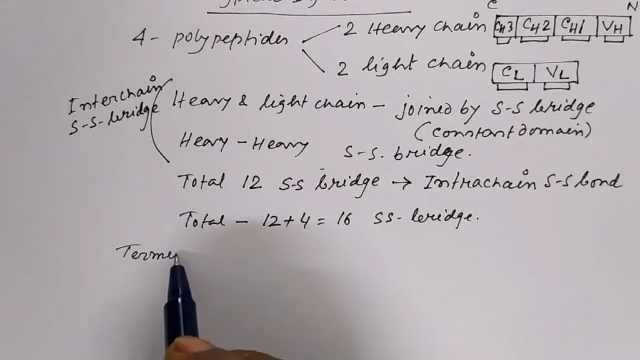 C N
4 - polypeptides 2 Heavy chain CH3 CH2 CH1 VH
2 light chain CL VL
Interchain
S-S-bridge
Heavy & light chain - joined by S-S bridge
(constant domain)
Heavy - Heavy S-S. bridge.
Total 12 S-S bridge → Intrachain S-S bond
Total - 12+4 = 16 SS-bridge.
Terme